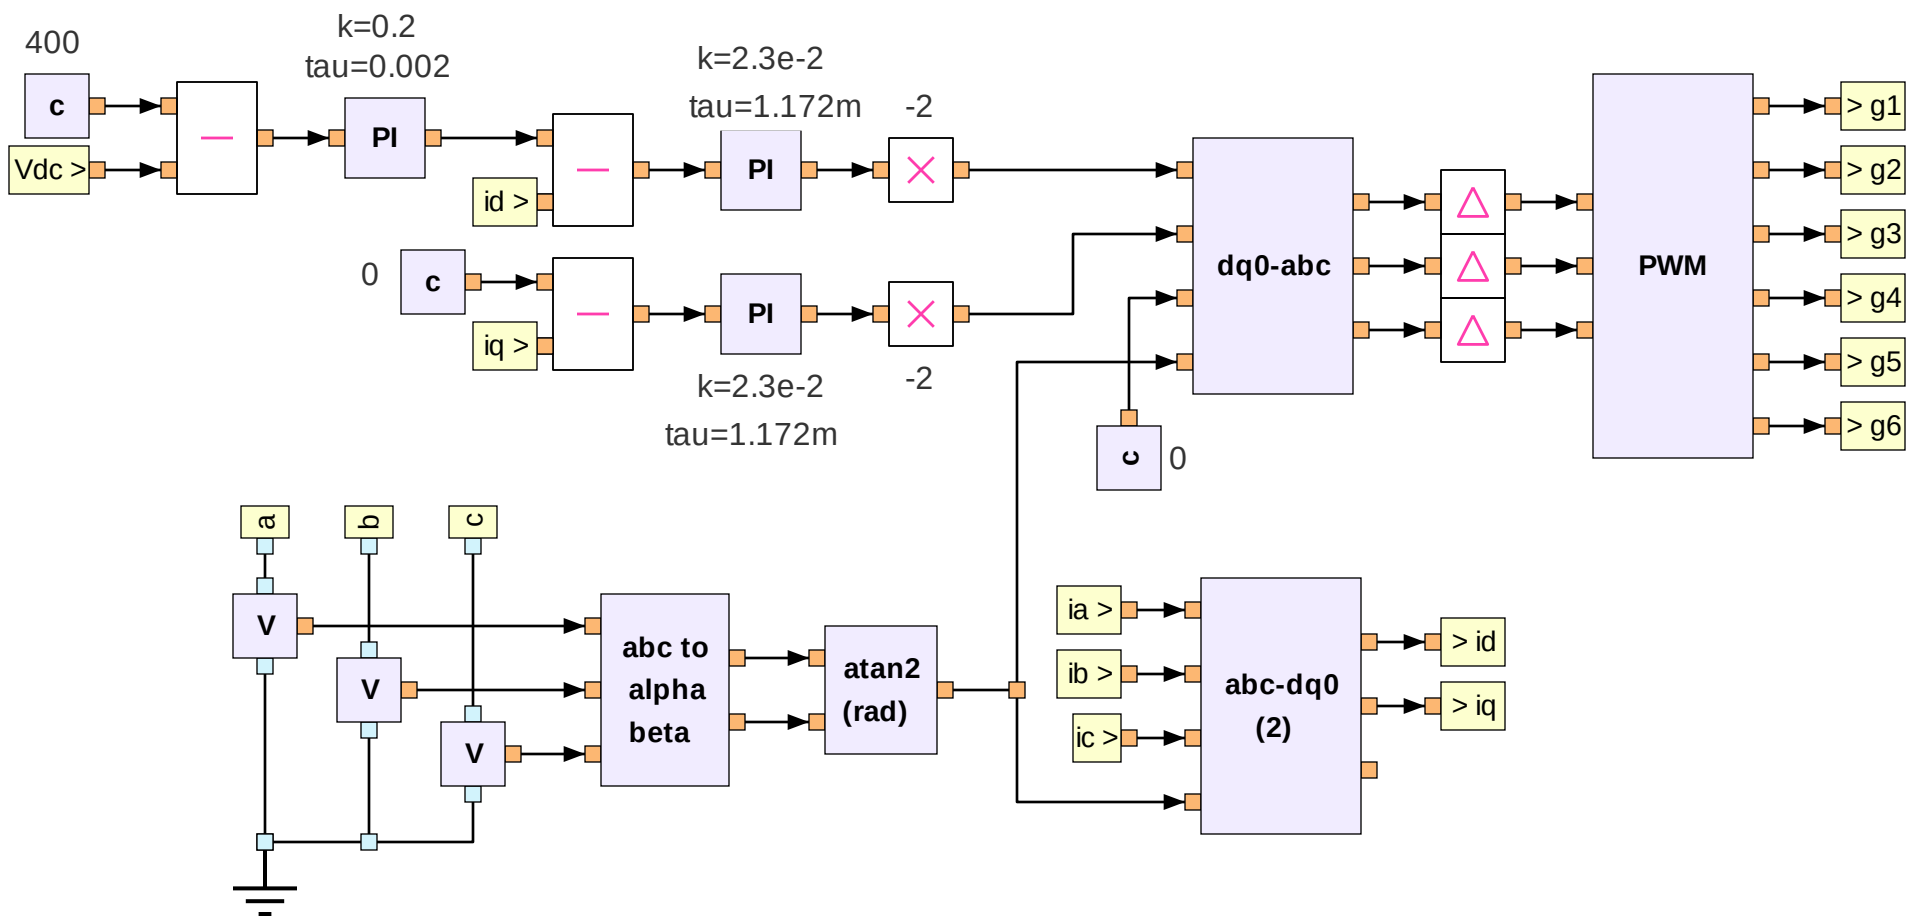 400
k=0.2
tau=0.002
k=2.3e-2
tau=1.172m
-2
c
Vdc >
PI
id >
PI
0
c
iq >
PI
k=2.3e-2
tau=1.172m
-2
dq0-abc
c
0
PWM
> g1
> g2
> g3
> g4
> g5
> g6
a
b
c
V
V
V
abc to
alpha
beta
atan2
(rad)
ia >
ib >
ic >
abc-dq0
(2)
> id
> iq